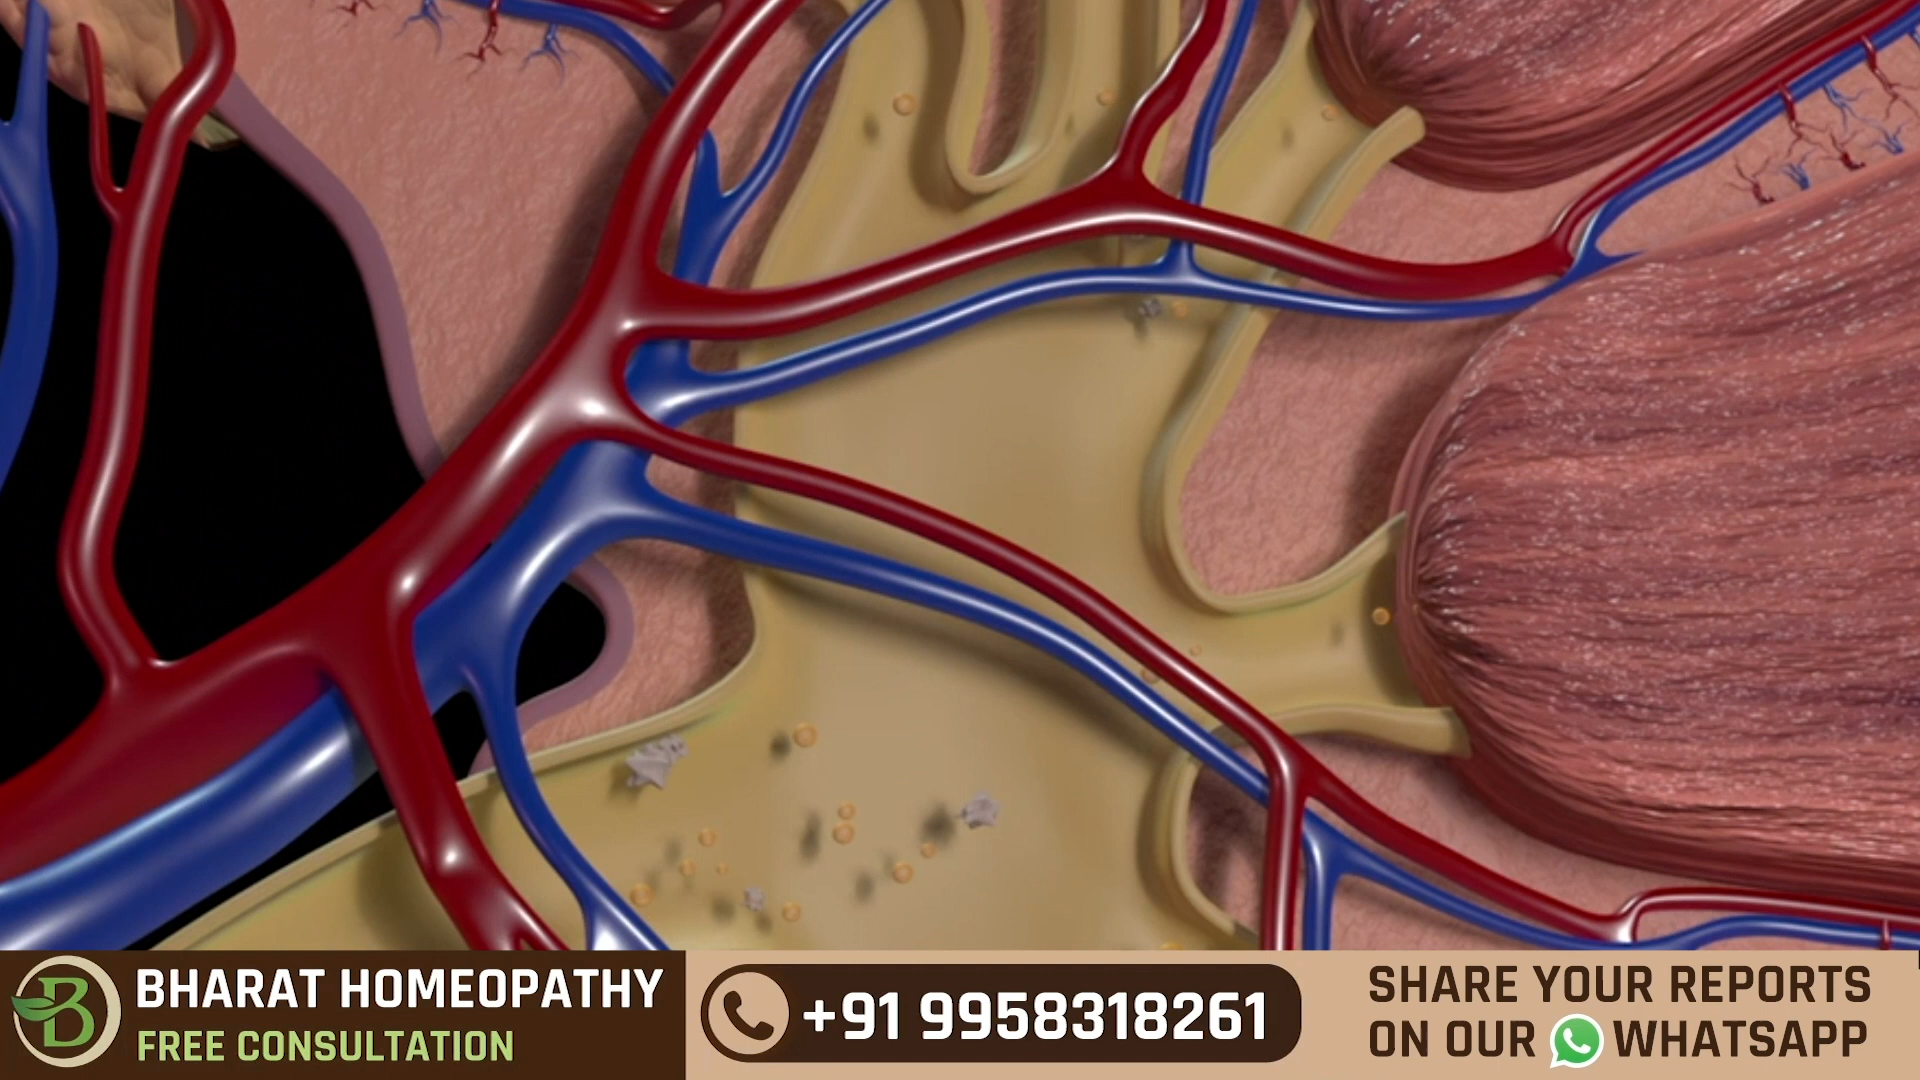 BHARAT HOMEOPATHY
FREE CONSULTATION
+91 9958318261
SHARE YOUR REPORTS
ON OUR WHATSAPP